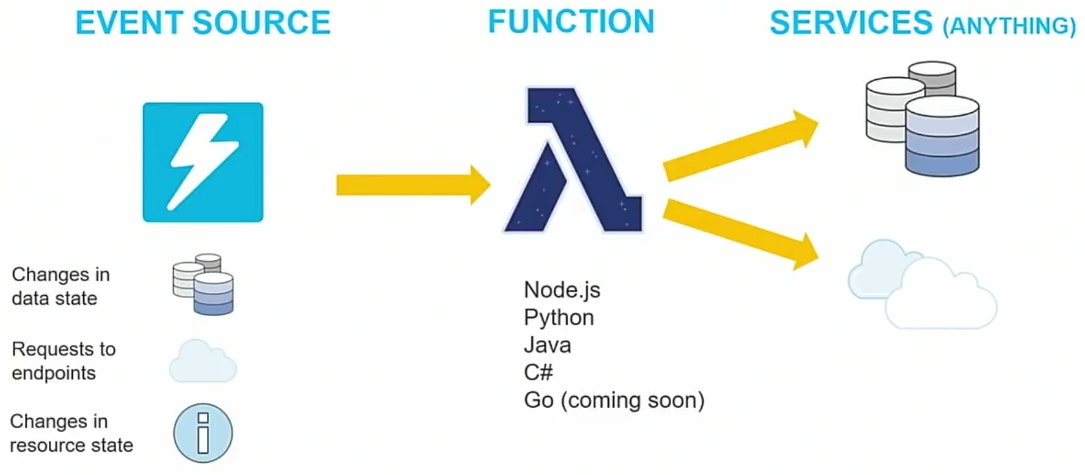 EVENT SOURCE
FUNCTION
SERVICES (ANYTHING)
Changes in
data state
Requests to
endpoints
Changes in
resource state
Node.js
Python
Java
C#
Go (coming soon)